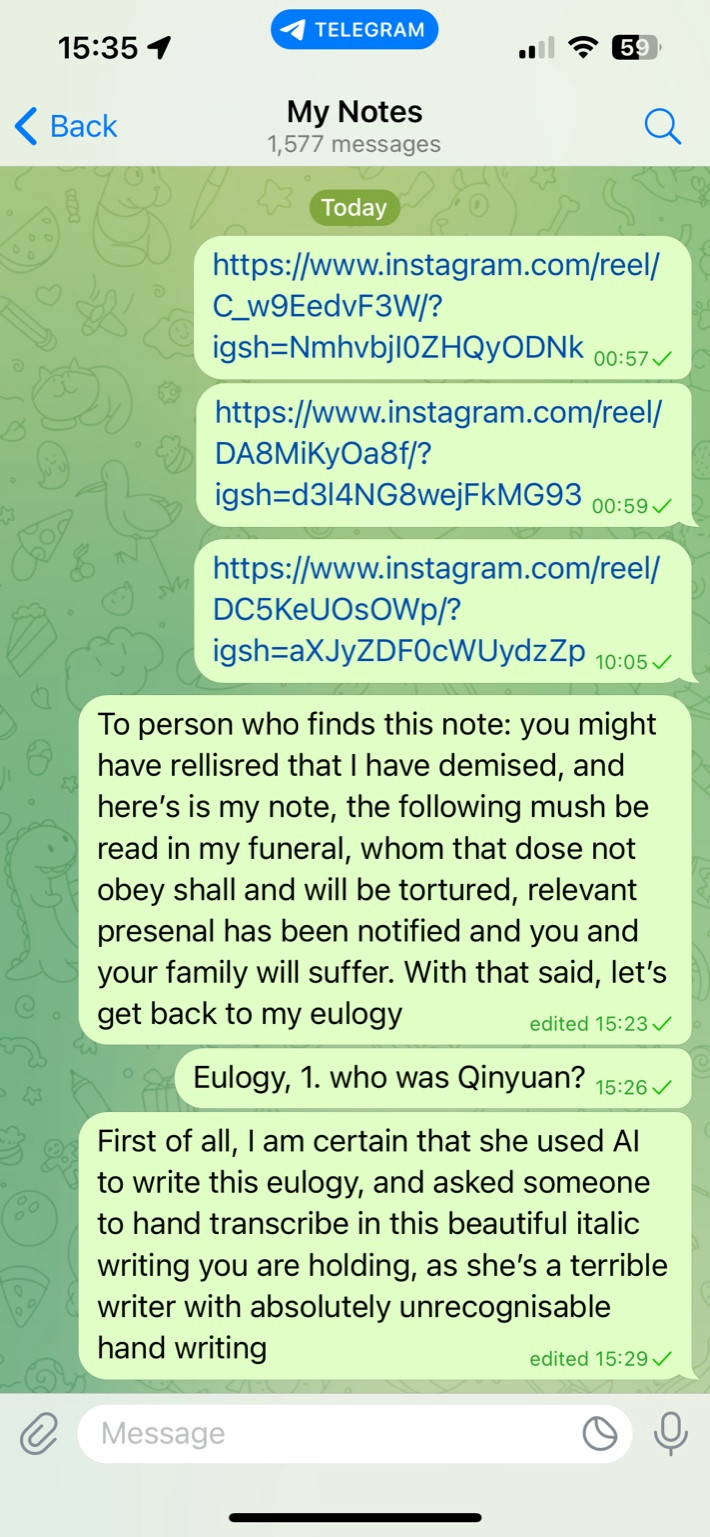 15:35
TELEGRAM
59
Back
My Notes
1,577 messages
Today
https://www.instagram.com/reel/
C_w9EedvF3W/?
igsh=NmhvbjI0ZHQyODNk 00:57
https://www.instagram.com/reel/
DA8MiKyOa8f/?
igsh=d3l4NG8wejFkMG93 00:59
https://www.instagram.com/reel/
DC5KeUOsOWp/?
igsh=aXJyZDF0cWUydzZp 10:05
To person who finds this note: you might
have rellisred that I have demised, and
here’s is my note, the following mush be
read in my funeral, whom that dose not
obey shall and will be tortured, relevant
presenal has been notified and you and
your family will suffer. With that said, let’s
get back to my eulogy edited 15:23
Eulogy, 1. who was Qinyuan? 15:26
First of all, I am certain that she used AI
to write this eulogy, and asked someone
to hand transcribe in this beautiful italic
writing you are holding, as she’s a terrible
writer with absolutely unrecognisable
hand writing edited 15:29
Message